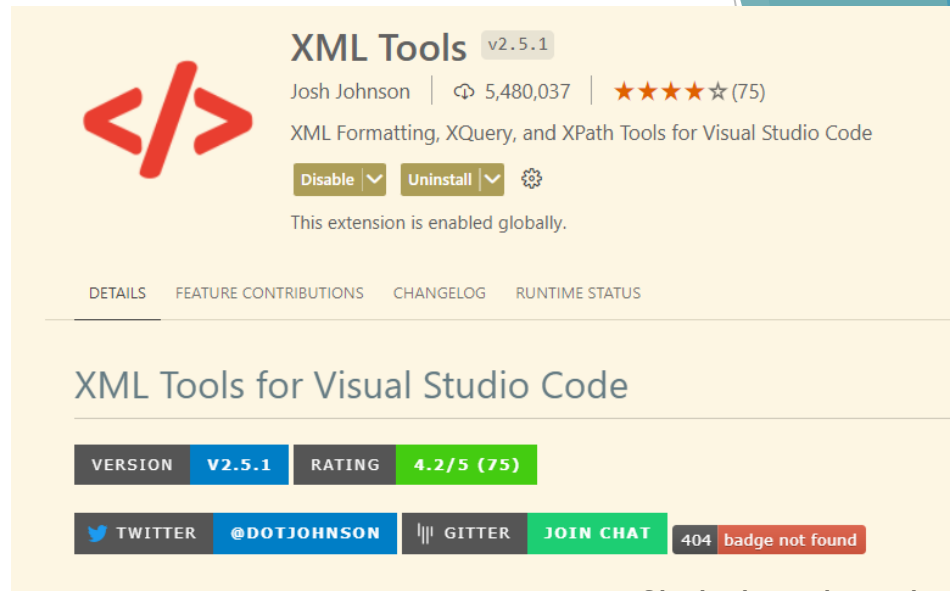 XML Tools v2.5.1
Josh Johnson 5,480,037 (75)
XML Formatting, XQuery, and XPath Tools for Visual Studio Code
Disable Uninstall
This extension is enabled globally.
DETAILS FEATURE CONTRIBUTIONS CHANGELOG RUNTIME STATUS
XML Tools for Visual Studio Code
VERSION V2.5.1 RATING 4.2/5 (75)
TWITTER @DOTJOHNSON GITTER JOIN CHAT 404 badge not found